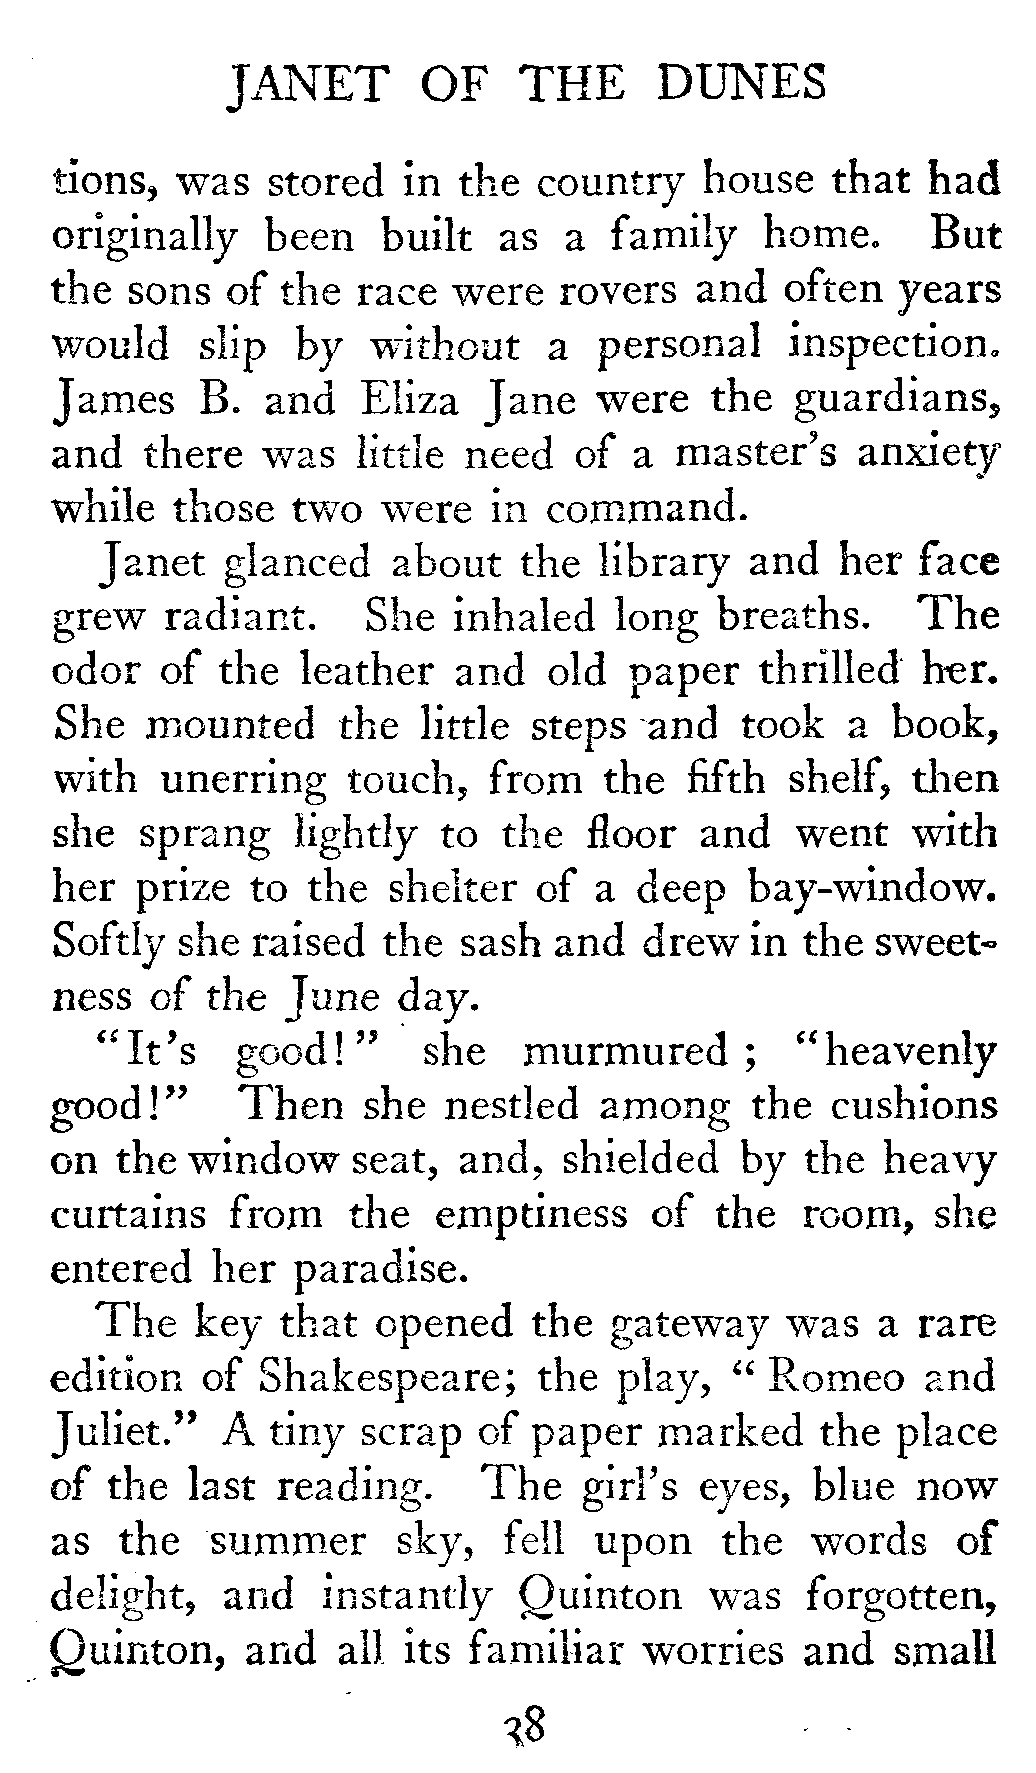 JANET OF THE DUNES
tions, was stored in the country house that had
originally been built as a family home. But
the sons of the race were rovers and often years
would slip by without a personal inspection.
James B. and Eliza Jane were the guardians,
and there was little need of a master's anxiety
while those two were in command.
Janet glanced about the library and her face
grew radiant. She inhaled long breaths. The
odor of the leather and old paper thrilled her.
She mounted the little steps and took a book,
with unerring touch, from the fifth shelf, then
she sprang lightly to the floor and went with
her prize to the shelter of a deep bay-window.
Softly she raised the sash and drew in the sweet-
ness of the June day.
"It's good!" she murmured; "heavenly
good!" Then she nestled among the cushions
on the window seat, and, shielded by the heavy
curtains from the emptiness of the room, she
entered her paradise.
The key that opened the gateway was a rare
edition of Shakespeare; the play, "Romeo and
Juliet." A tiny scrap of paper marked the place
of the last reading. The girl's eyes, blue now
as the summer sky, fell upon the words of
delight, and instantly Quinton was forgotten,
Quinton, and all its familiar worries and small
38